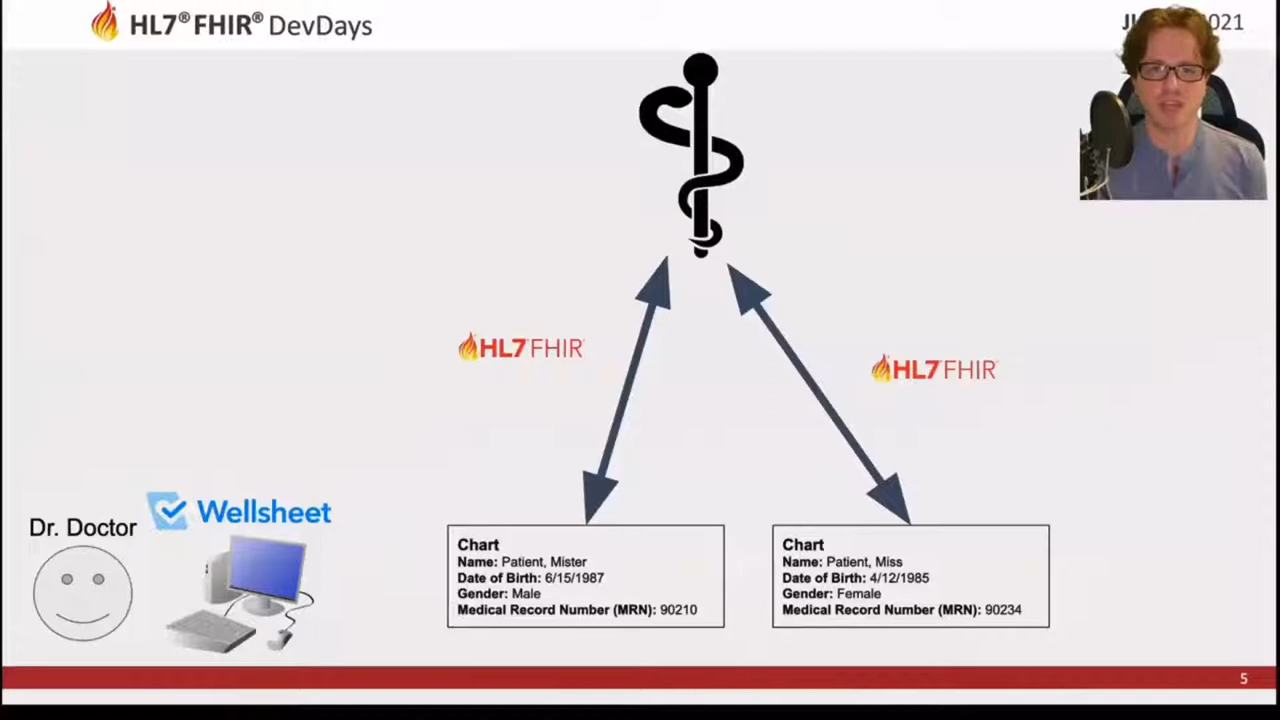 HL7® FHIR® DevDays
021
HL7 FHIR
HL7 FHIR
Dr. Doctor
Wellsheet
Chart
Name: Patient, Mister
Date of Birth: 6/15/1987
Gender: Male
Medical Record Number (MRN): 90210
Chart
Name: Patient, Miss
Date of Birth: 4/12/1985
Gender: Female
Medical Record Number (MRN): 90234
5